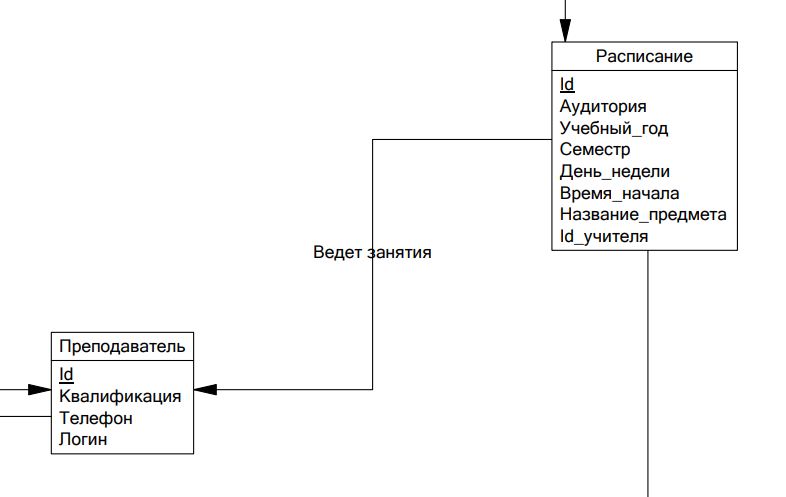 Расписание
Id
Аудитория
Учебный_год
Семестр
День_недели
Время_начала
Название_предмета
Id_учителя
Ведет занятия
Преподаватель
Id
Квалификация
Телефон
Логин